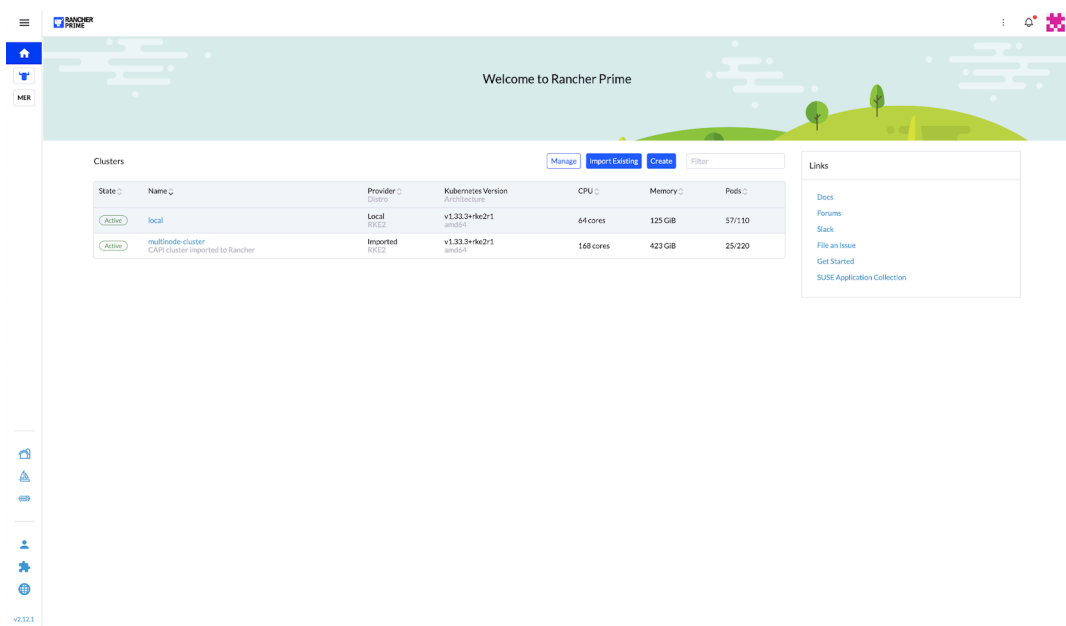 RANCHER
PRIME
MER
Welcome to Rancher Prime
Clusters
Manage Import Existing Create Filter
State Name Provider Kubernetes Version CPU Memory Pods
Distro Architecture
Active local Local v1.33.3+rke2r1 64 cores 125 GiB 57/110
RKE2 amd64
Active multinode-cluster Imported v1.33.3+rke2r1 168 cores 423 GiB 25/220
CAPI cluster imported to Rancher RKE2 amd64
Links
Docs
Forums
Slack
File an Issue
Get Started
SUSE Application Collection
v2.12.1